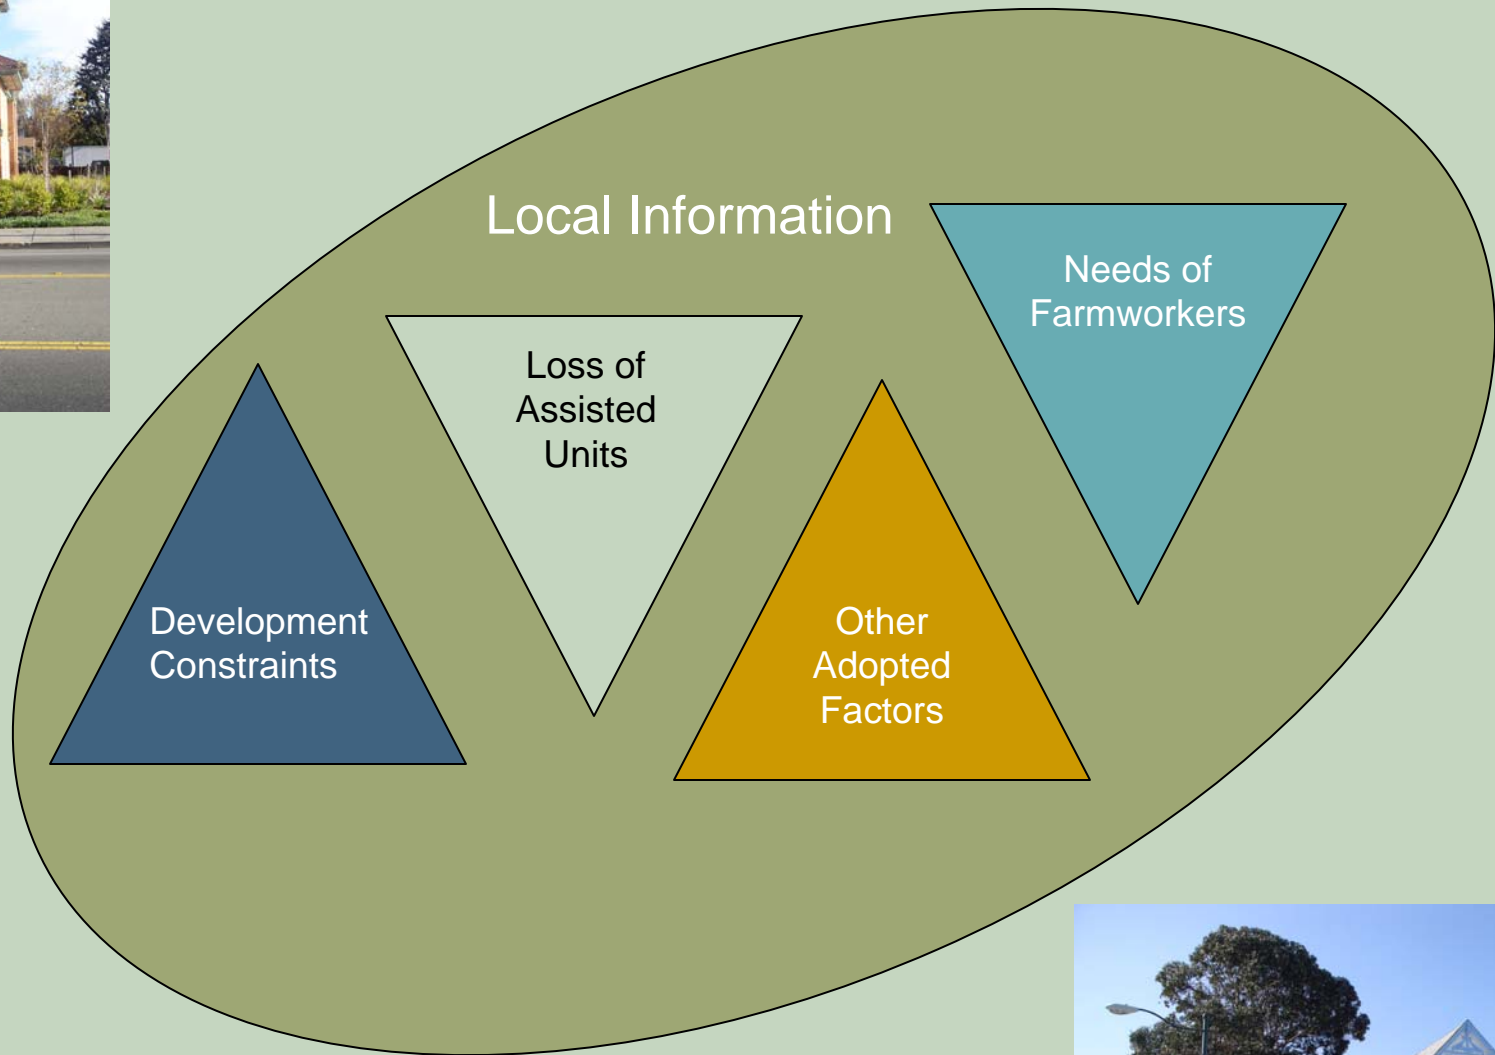 Local Information
Needs of
Farmworkers
Loss of
Assisted
Units
Development
Constraints
Other
Adopted
Factors